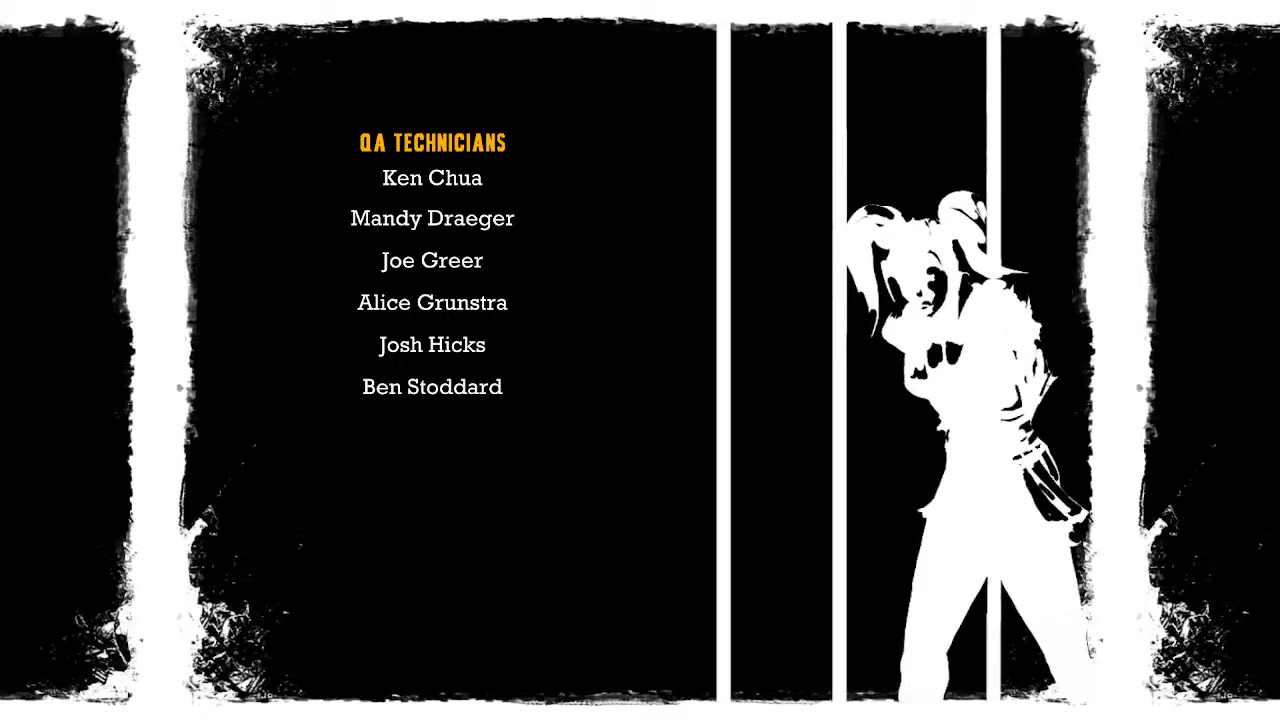 QA TECHNICIANS
Ken Chua
Mandy Draeger
Joe Greer
Alice Grunstra
Josh Hicks
Ben Stoddard